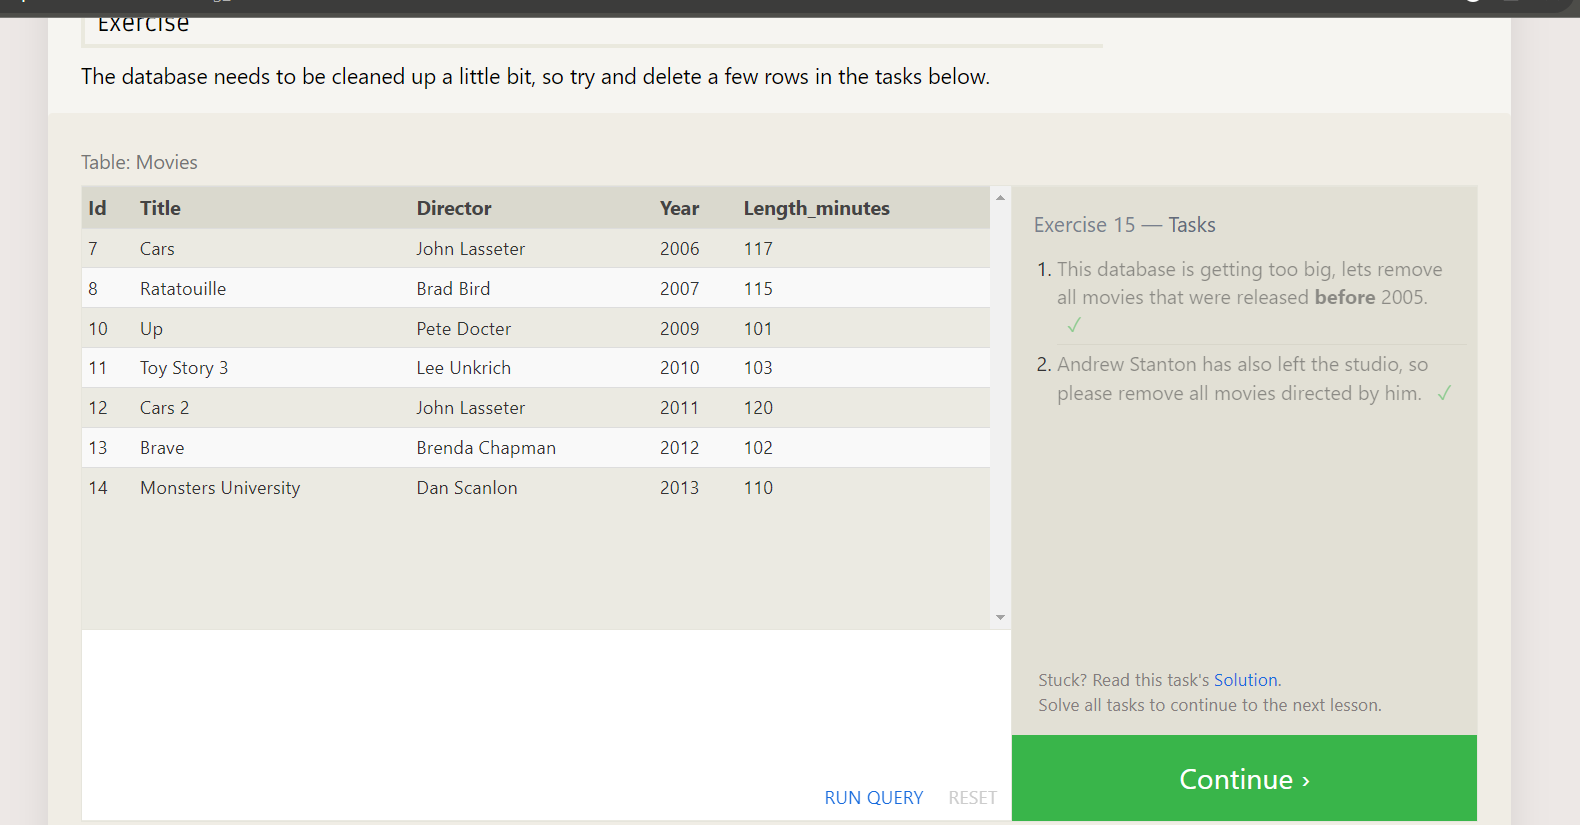 Exercise
The database needs to be cleaned up a little bit, so try and delete a few rows in the tasks below.
Table: Movies
Id Title Director Year Length_minutes
7 Cars John Lasseter 2006 117
8 Ratatouille Brad Bird 2007 115
10 Up Pete Docter 2009 101
11 Toy Story 3 Lee Unkrich 2010 103
12 Cars 2 John Lasseter 2011 120
13 Brave Brenda Chapman 2012 102
14 Monsters University Dan Scanlon 2013 110
RUN QUERY RESET
Exercise 15 — Tasks
1. This database is getting too big, lets remove
all movies that were released before 2005.
✓
2. Andrew Stanton has also left the studio, so
please remove all movies directed by him. ✓
Stuck? Read this task's Solution.
Solve all tasks to continue to the next lesson.
Continue ›